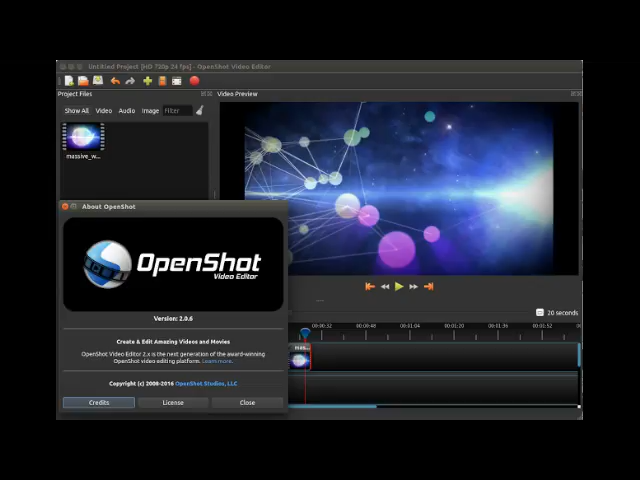 Untitled Project [HD 720p 24 fps] - OpenShot Video Editor
Project Files
Video Preview
Show All Video Audio Image Filter
massive_w...
About OpenShot
OpenShot
Video Editor
Version: 2.0.6
Create & Edit Amazing Videos and Movies
OpenShot Video Editor 2.x is the next generation of the award-winning
OpenShot video editing platform. Learn more.
Copyright (c) 2008-2016 OpenShot Studios, LLC
Credits License Close
20 seconds
00:00:32 00:00:48 00:01:04 00:01:20 00:01:36 00:01:52
mas...